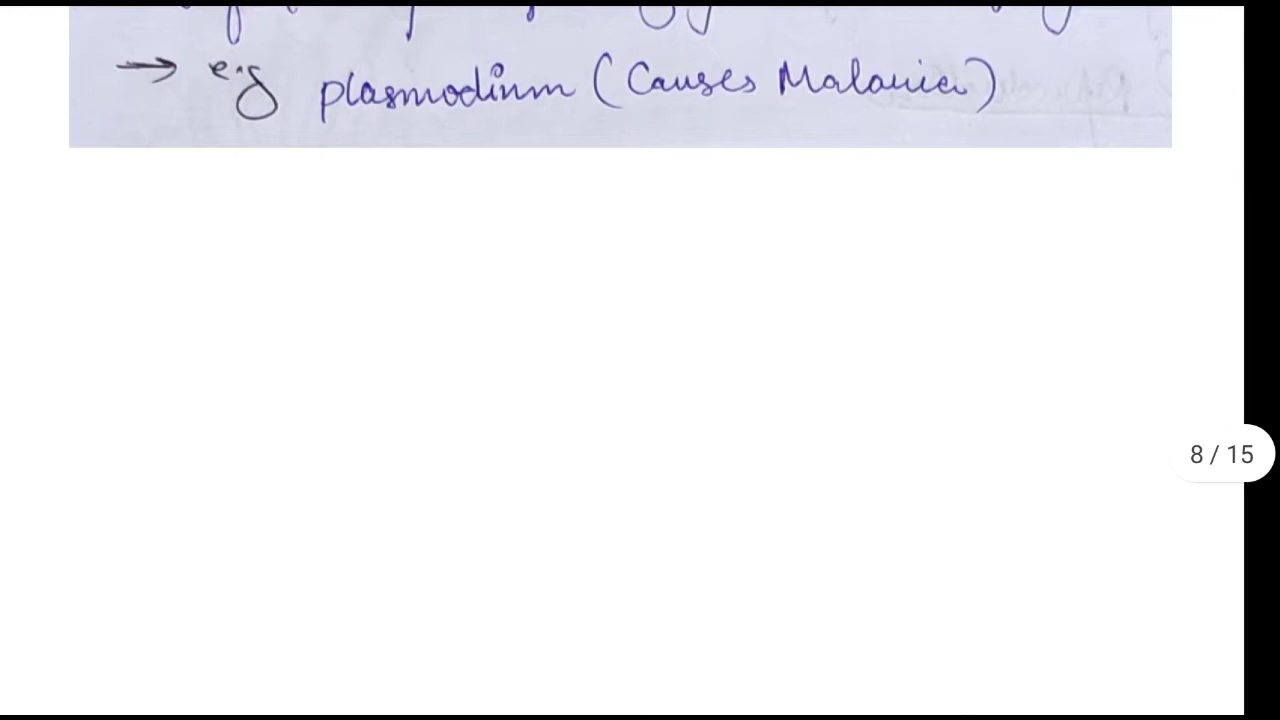 → e.g plasmodium (Causes Malaria)
8 / 15